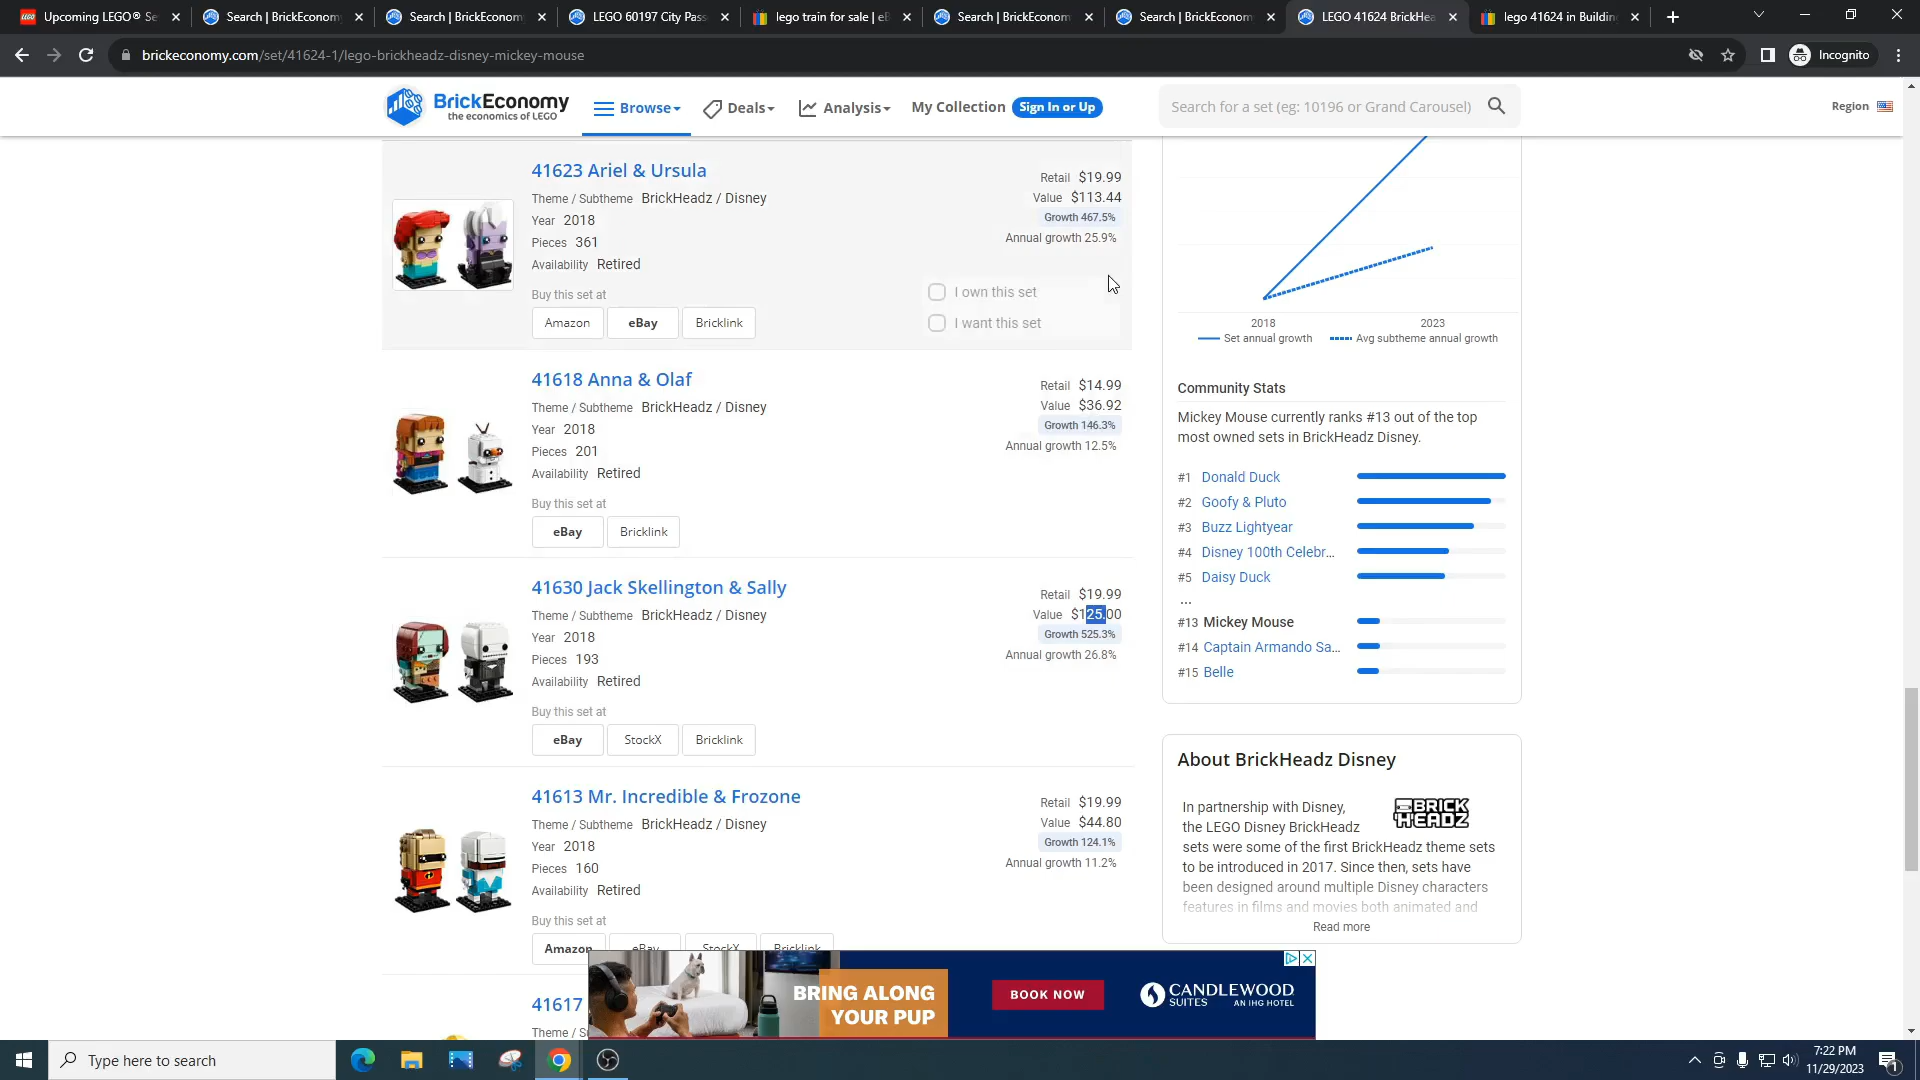 Upcoming LEGO® Se
Search | BrickEconomy
Search | BrickEconomy
LEGO 60197 City Pass
lego train for sale | eB
Search | BrickEconomy
Search | BrickEconomy
LEGO 41624 BrickHea
lego 41624 in Building
brickeconomy.com/set/41624-1/lego-brickheadz-disney-mickey-mouse
Incognito
BrickEconomy
the economics of LEGO
Browse
Deals
Analysis
My Collection
Sign In or Up
Search for a set (eg: 10196 or Grand Carousel)
Region
41623 Ariel & Ursula
Theme / Subtheme BrickHeadz / Disney
Year 2018
Pieces 361
Availability Retired
Buy this set at
Amazon
eBay
Bricklink
Retail $19.99
Value $113.44
Growth 467.5%
Annual growth 25.9%
I own this set
I want this set
41618 Anna & Olaf
Theme / Subtheme BrickHeadz / Disney
Year 2018
Pieces 201
Availability Retired
Buy this set at
eBay
Bricklink
Retail $14.99
Value $36.92
Growth 146.3%
Annual growth 12.5%
41630 Jack Skellington & Sally
Theme / Subtheme BrickHeadz / Disney
Year 2018
Pieces 193
Availability Retired
Buy this set at
eBay
StockX
Bricklink
Retail $19.99
Value $125.00
Growth 525.3%
Annual growth 26.8%
41613 Mr. Incredible & Frozone
Theme / Subtheme BrickHeadz / Disney
Year 2018
Pieces 160
Availability Retired
Buy this set at
Amazon
eBay
StockX
Bricklink
Retail $19.99
Value $44.80
Growth 124.1%
Annual growth 11.2%
41617
Theme / S
2018
2023
Set annual growth
Avg subtheme annual growth
Community Stats
Mickey Mouse currently ranks #13 out of the top
most owned sets in BrickHeadz Disney.
#1 Donald Duck
#2 Goofy & Pluto
#3 Buzz Lightyear
#4 Disney 100th Celebr...
#5 Daisy Duck
...
#13 Mickey Mouse
#14 Captain Armando Sa...
#15 Belle
About BrickHeadz Disney
BRICK
HEADZ
In partnership with Disney,
the LEGO Disney BrickHeadz
sets were some of the first BrickHeadz theme sets
to be introduced in 2017. Since then, sets have
been designed around multiple Disney characters
features in films and movies both animated and
Read more
BRING ALONG
YOUR PUP
BOOK NOW
CANDLEWOOD
SUITES AN IHG HOTEL
Type here to search
7:22 PM
11/29/2023
1